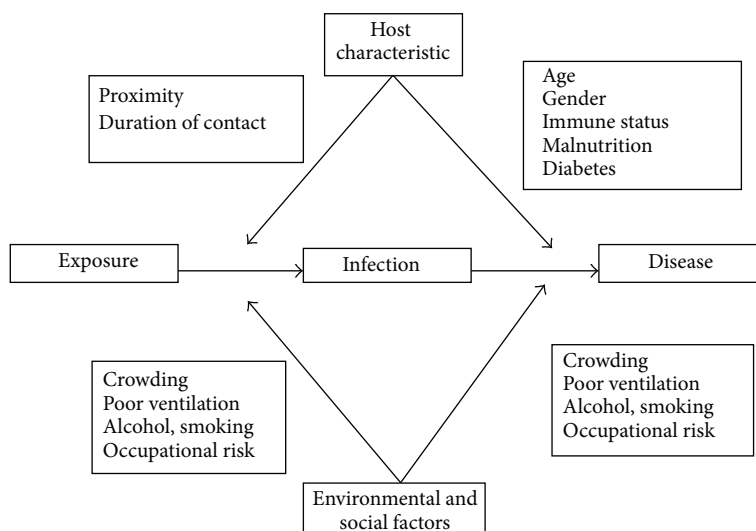 Host
characteristic
Proximity
Duration of contact
Age
Gender
Immune status
Malnutrition
Diabetes
Exposure
Infection
Disease
Crowding
Poor ventilation
Alcohol, smoking
Occupational risk
Crowding
Poor ventilation
Alcohol, smoking
Occupational risk
Environmental and
social factors